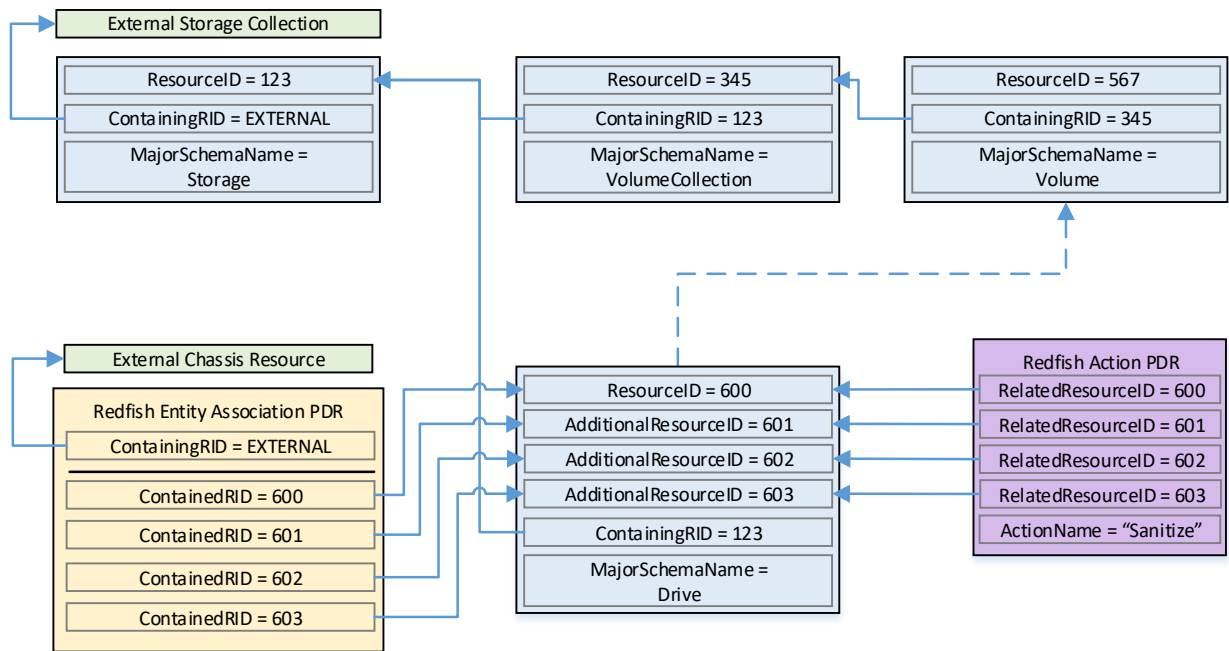 External Storage Collection
ResourceID = 123
ContainingRID = EXTERNAL
MajorSchemaName =
Storage
ResourceID = 345
ContainingRID = 123
MajorSchemaName =
VolumeCollection
ResourceID = 567
ContainingRID = 345
MajorSchemaName =
Volume
External Chassis Resource
Redfish Entity Association PDR
ContainingRID = EXTERNAL
ContainedRID = 600
ContainedRID = 601
ContainedRID = 602
ContainedRID = 603
ResourceID = 600
AdditionalResourceID = 601
AdditionalResourceID = 602
AdditionalResourceID = 603
ContainingRID = 123
MajorSchemaName =
Drive
Redfish Action PDR
RelatedResourceID = 600
RelatedResourceID = 601
RelatedResourceID = 602
RelatedResourceID = 603
ActionName = “Sanitize”